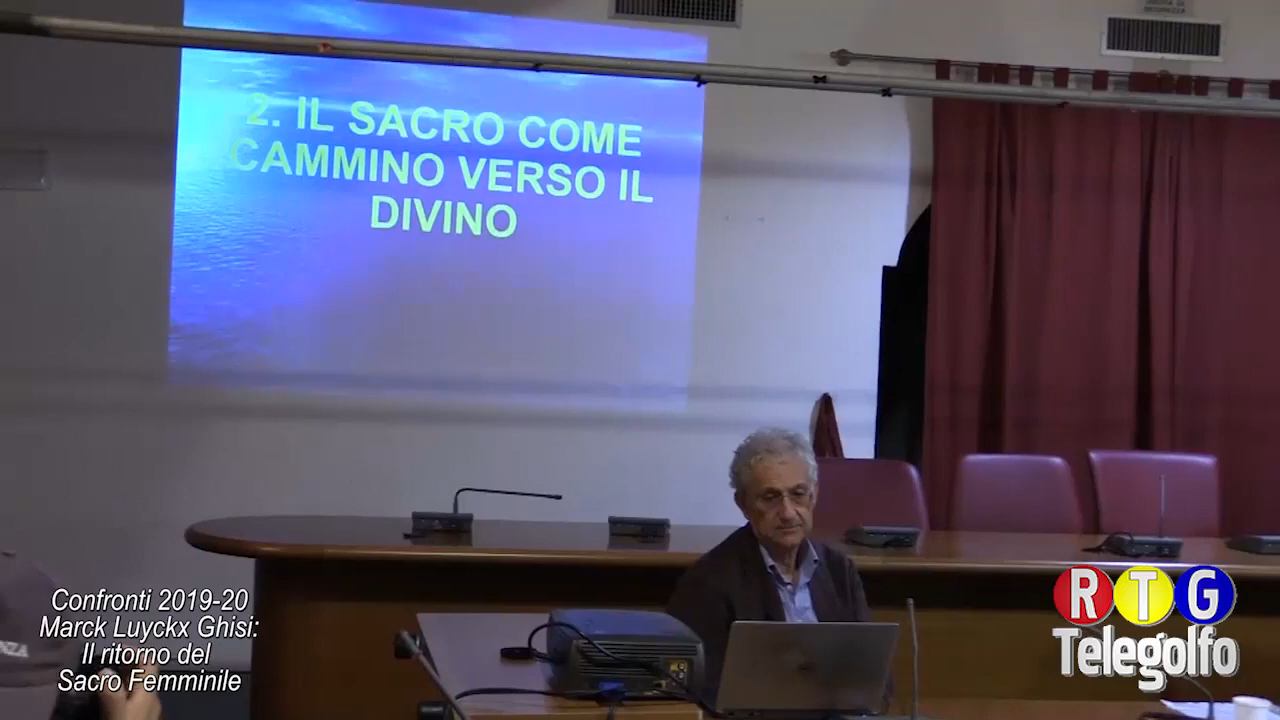 2. IL SACRO COME
CAMMINO VERSO IL
DIVINO
Confronti 2019-20
Marck Luyckx Ghisi:
Il ritorno del
Sacro Femminile
RTG
Telegolfo